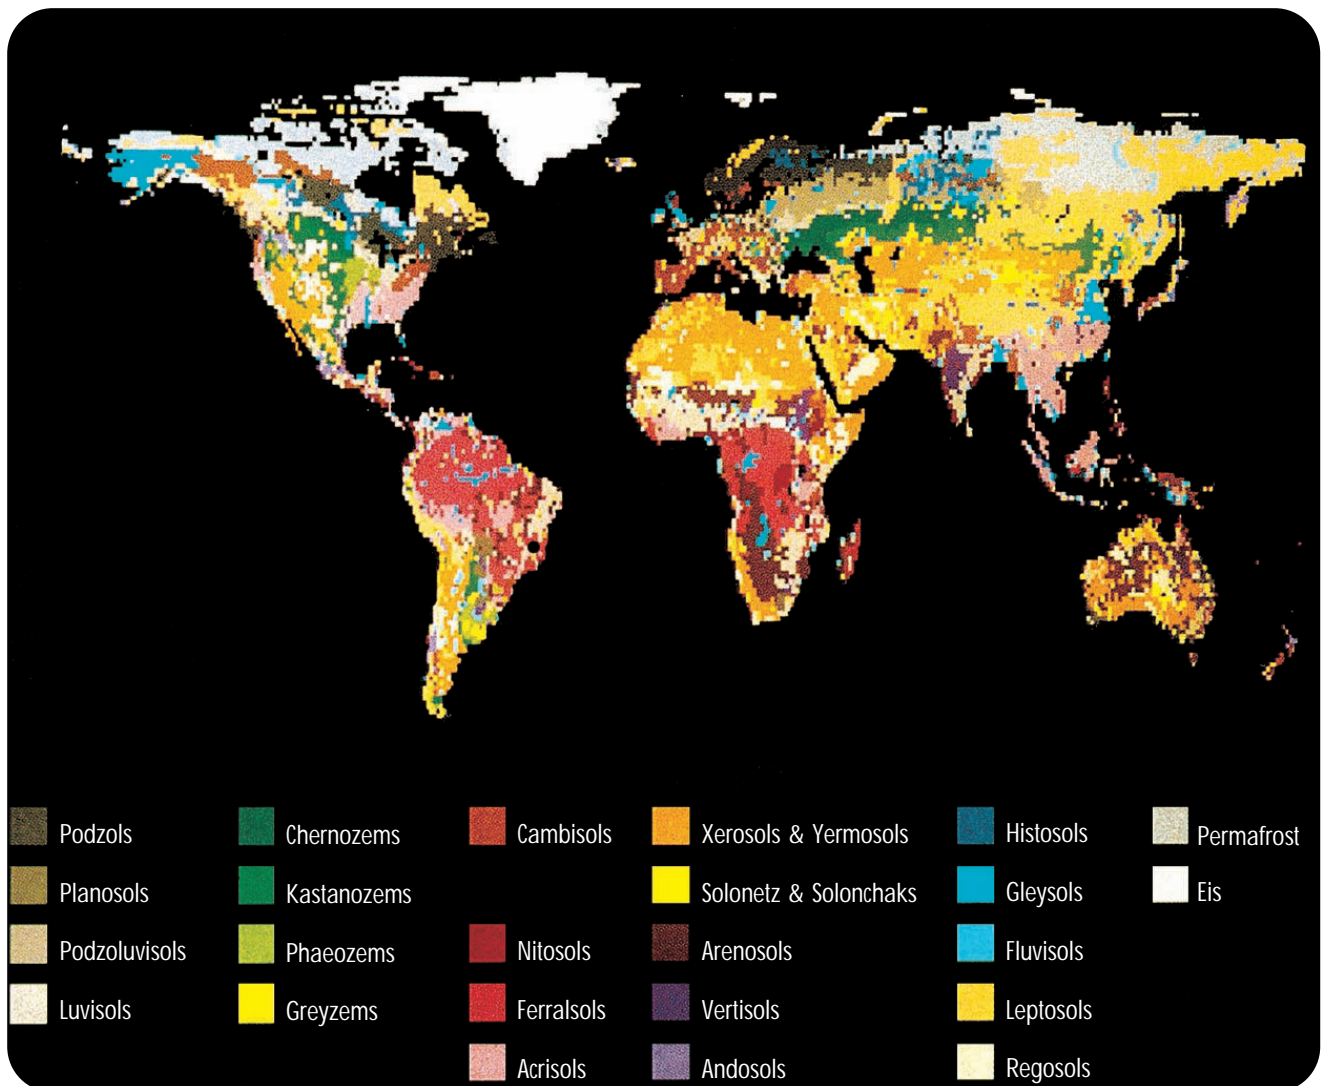 Podzols
Planosols
Podzoluvisols
Luvisols
Chernozems
Kastanozems
Phaeozems
Greyzems
Cambisols
Nitosols
Ferralsols
Acrisols
Xerosols & Yermosols
Solonetz & Solonchaks
Arenosols
Vertisols
Andosols
Histosols
Gleysols
Fluvisols
Leptosols
Regosols
Permafrost
Eis